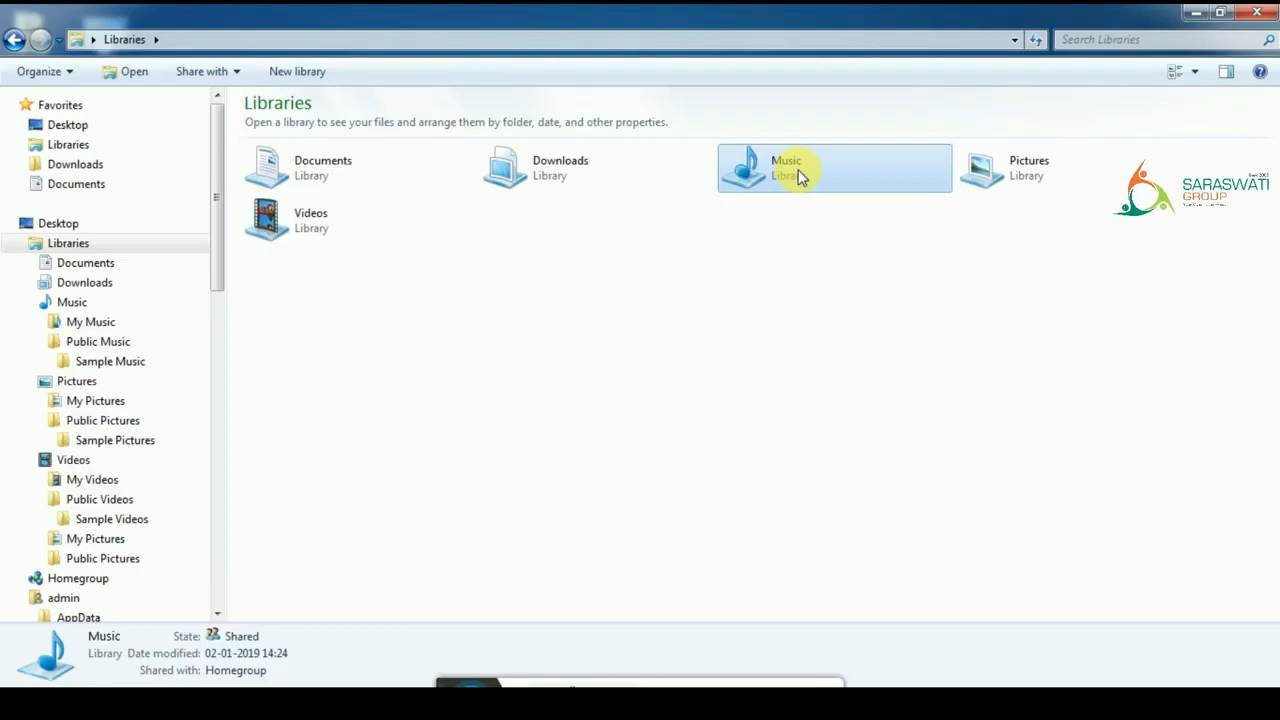 Libraries
Search Libraries
Organize
Open
Share with
New library
Favorites
Desktop
Libraries
Downloads
Documents
Desktop
Libraries
Documents
Downloads
Music
My Music
Public Music
Sample Music
Pictures
My Pictures
Public Pictures
Sample Pictures
Videos
My Videos
Public Videos
Sample Videos
My Pictures
Public Pictures
Homegroup
admin
AppData
Libraries
Open a library to see your files and arrange them by folder, date, and other properties.
Documents
Library
Downloads
Library
Music
Library
Pictures
Library
Videos
Library
SARASWATI
GROUP
Music State: Shared
Library Date modified: 02-01-2019 14:24
Shared with: Homegroup